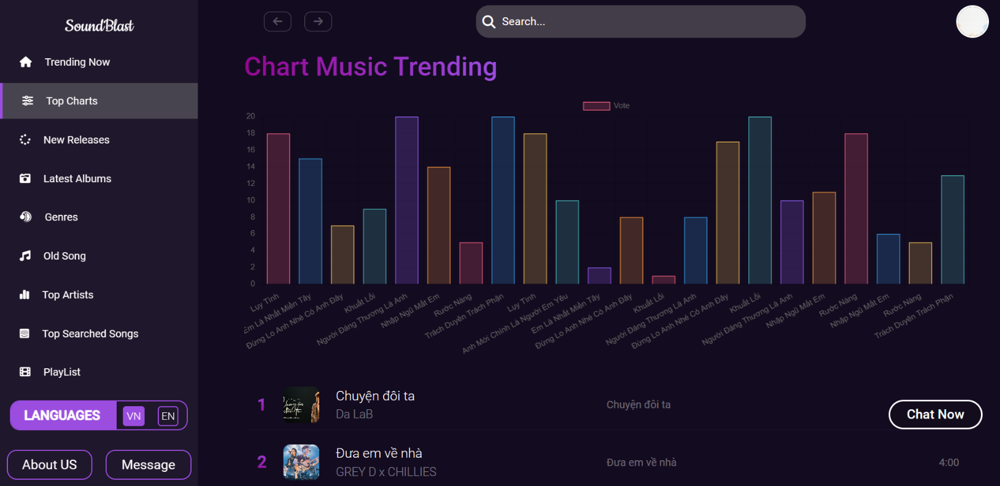 SoundBlast
Trending Now
Top Charts
New Releases
Latest Albums
Genres
Old Song
Top Artists
Top Searched Songs
PlayList
LANGUAGES VN EN
About US Message
Search...
Chart Music Trending
Vote
20
18
16
14
12
10
8
6
4
2
0
Luỵ Tình
Em Là Nhất Miền Tây
Đừng Lo Anh Nhé Có Anh Đây
Khuất Lối
Người Đáng Thương Là Anh
Nhập Ngũ Mất Em
Rước Nàng
Trách Duyên Trách Phận
Luỵ Tình
Anh Mới Chính Là Người Em Yêu
Em Là Nhất Miền Tây
Đừng Lo Anh Nhé Có Anh Đây
Khuất Lối
Người Đáng Thương Là Anh
Đừng Lo Anh Nhé Có Anh Đây
Khuất Lối
Người Đáng Thương Là Anh
Nhập Ngũ Mất Em
Rước Nàng
Nhập Ngũ Mất Em
Rước Nàng
Trách Duyên Trách Phận
1
Chuyện đôi ta
Da LaB
Chuyện đôi ta
Chat Now
2
Đưa em về nhà
GREY D x CHILLIES
Đưa em về nhà
4:00